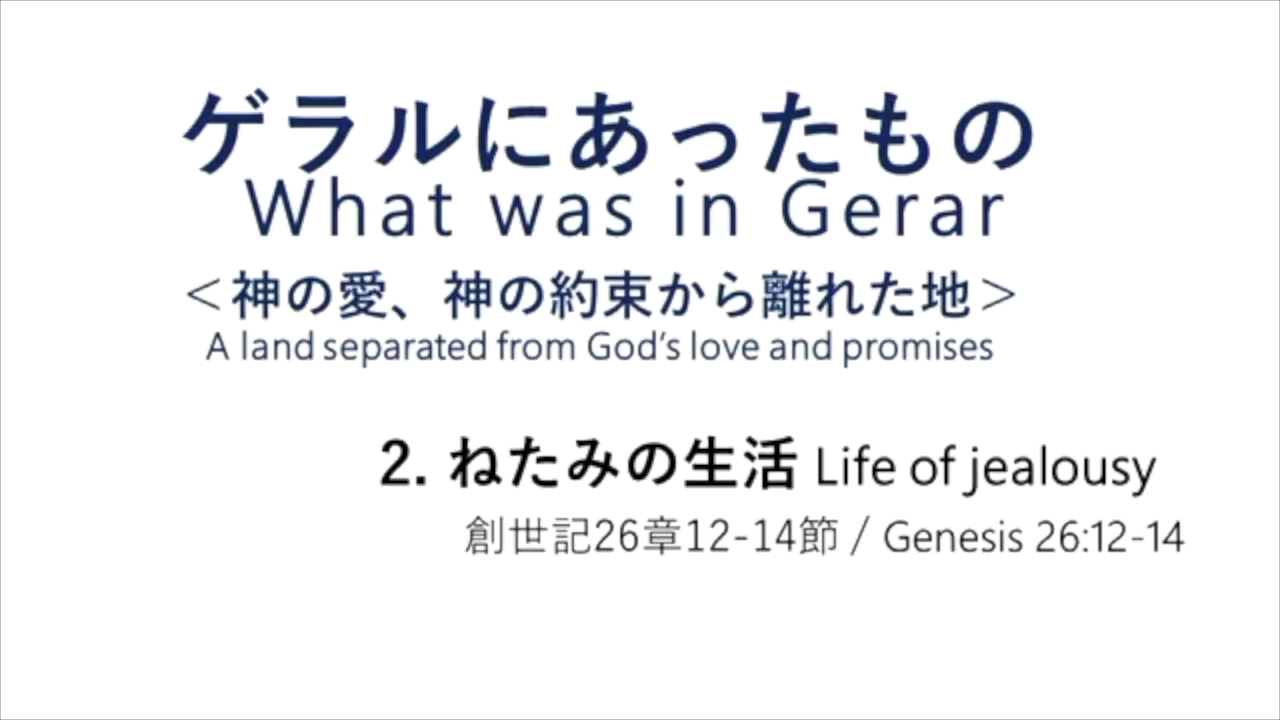 ゲラルにあったもの
What was in Gerar
＜神の愛、神の約束から離れた地＞
A land separated from God's love and promises
2. ねたみの生活 Life of jealousy
創世記26章12-14節 / Genesis 26:12-14